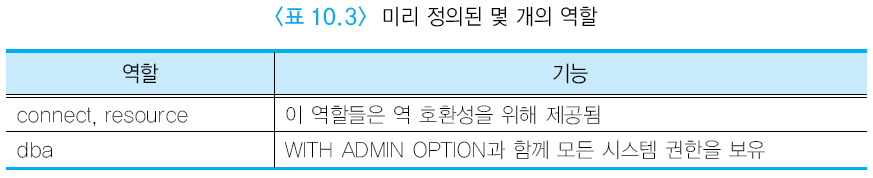 〈표 10.3〉 미리 정의된 몇 개의 역할
역할 기능
connect, resource 이 역할들은 역 호환성을 위해 제공됨
dba WITH ADMIN OPTION과 함께 모든 시스템 권한을 보유